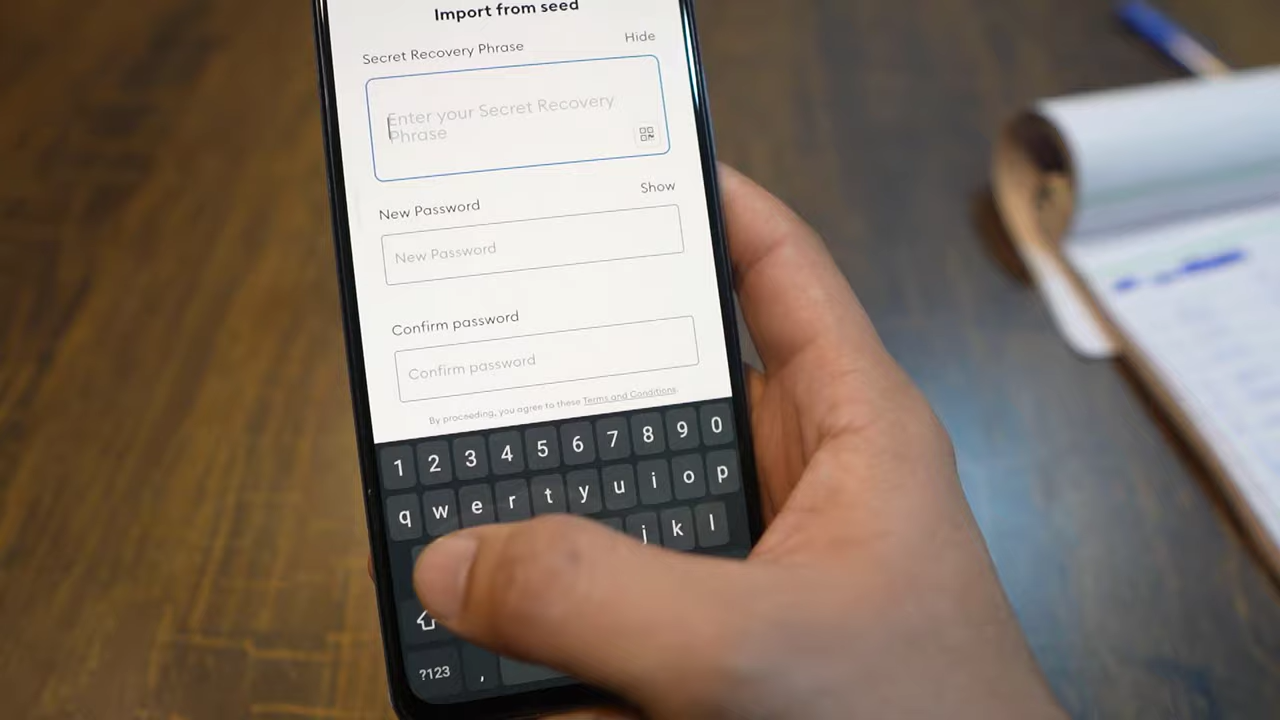 Import from seed
Secret Recovery Phrase
Hide
Enter your Secret Recovery
Phrase
New Password
Show
New Password
Confirm password
Confirm password
By proceeding, you agree to these Terms and Conditions.
1 2 3 4 5 6 7 8 9 0
q w e r t y u i o p
j k l
?123 ,